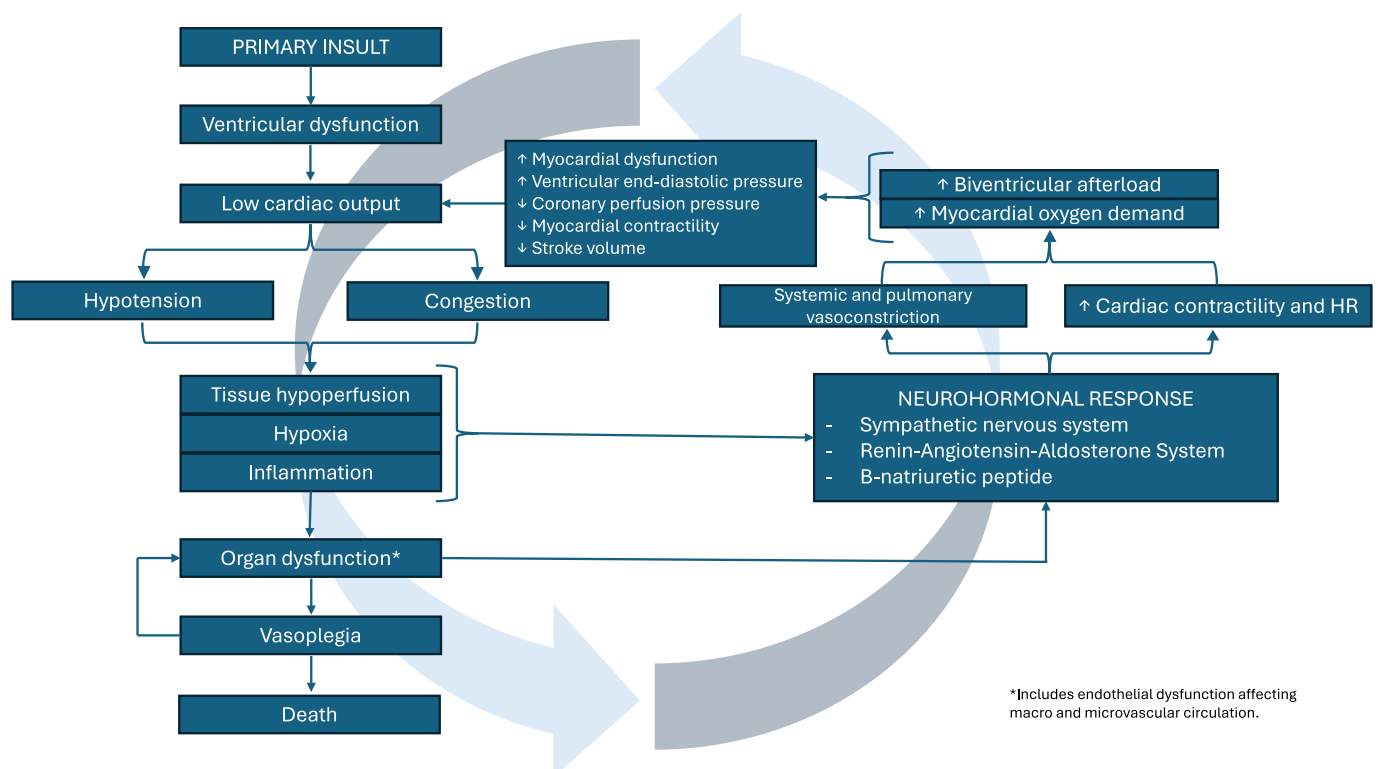 PRIMARY INSULT
Ventricular dysfunction
Low cardiac output
Hypotension
Congestion
Tissue hypoperfusion
Hypoxia
Inflammation
Organ dysfunction*
Vasoplegia
Death
↑ Myocardial dysfunction
↑ Ventricular end-diastolic pressure
↓ Coronary perfusion pressure
↓ Myocardial contractility
↓ Stroke volume
↑ Biventricular afterload
↑ Myocardial oxygen demand
Systemic and pulmonary
vasoconstriction
↑ Cardiac contractility and HR
NEUROHORMONAL RESPONSE
- Sympathetic nervous system
- Renin-Angiotensin-Aldosterone System
- B-natriuretic peptide
*Includes endothelial dysfunction affecting
macro and microvascular circulation.